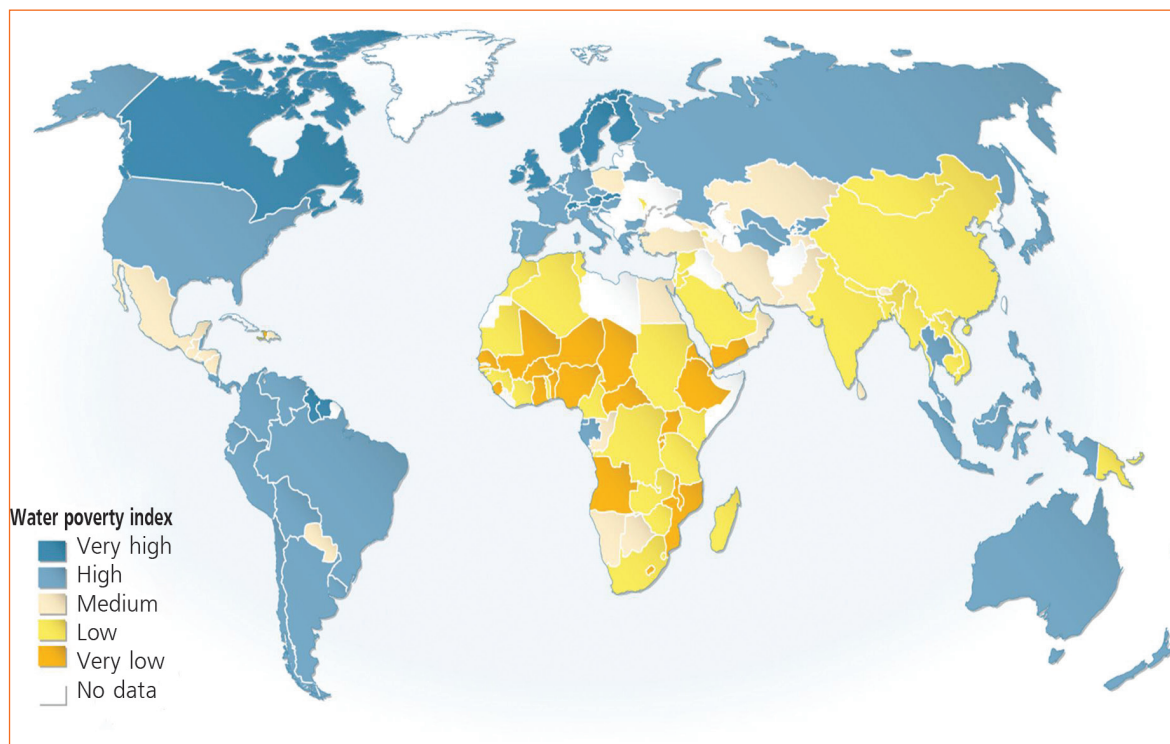 Water poverty index
Very high
High
Medium
Low
Very low
No data